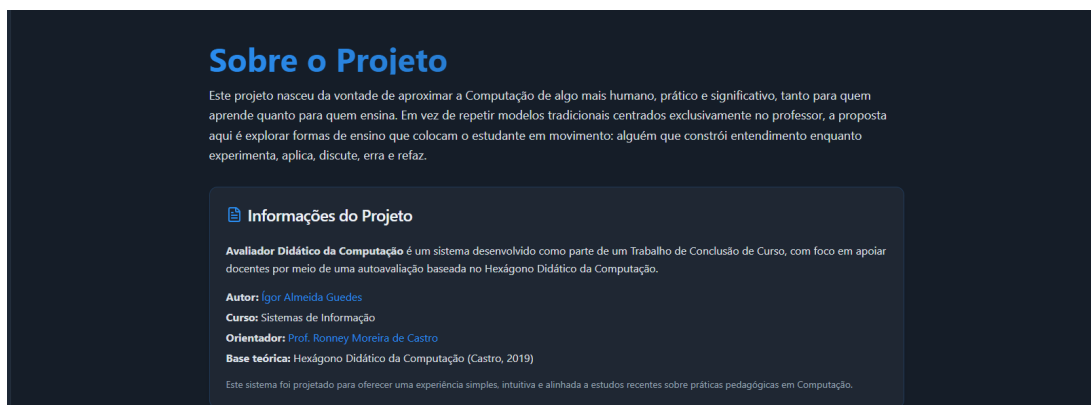 Sobre o Projeto
Este projeto nasceu da vontade de aproximar a Computação de algo mais humano, prático e significativo, tanto para quem
aprende quanto para quem ensina. Em vez de repetir modelos tradicionais centrados exclusivamente no professor, a proposta
aqui é explorar formas de ensino que colocam o estudante em movimento: alguém que constrói entendimento enquanto
experimenta, aplica, discute, erra e refaz.
Informações do Projeto
Avaliador Didático da Computação é um sistema desenvolvido como parte de um Trabalho de Conclusão de Curso, com foco em apoiar
docentes por meio de uma autoavaliação baseada no Hexágono Didático da Computação.
Autor: Ígor Almeida Guedes
Curso: Sistemas de Informação
Orientador: Prof. Ronney Moreira de Castro
Base teórica: Hexágono Didático da Computação (Castro, 2019)
Este sistema foi projetado para oferecer uma experiência simples, intuitiva e alinhada a estudos recentes sobre práticas pedagógicas em Computação.